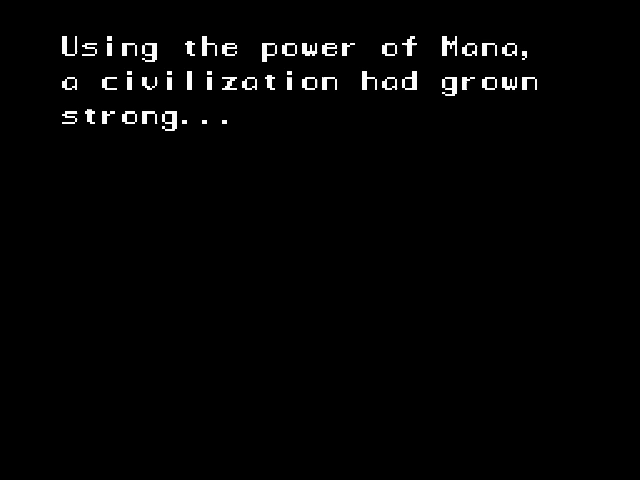 Using the power of Mana,
a civilization had grown
strong...